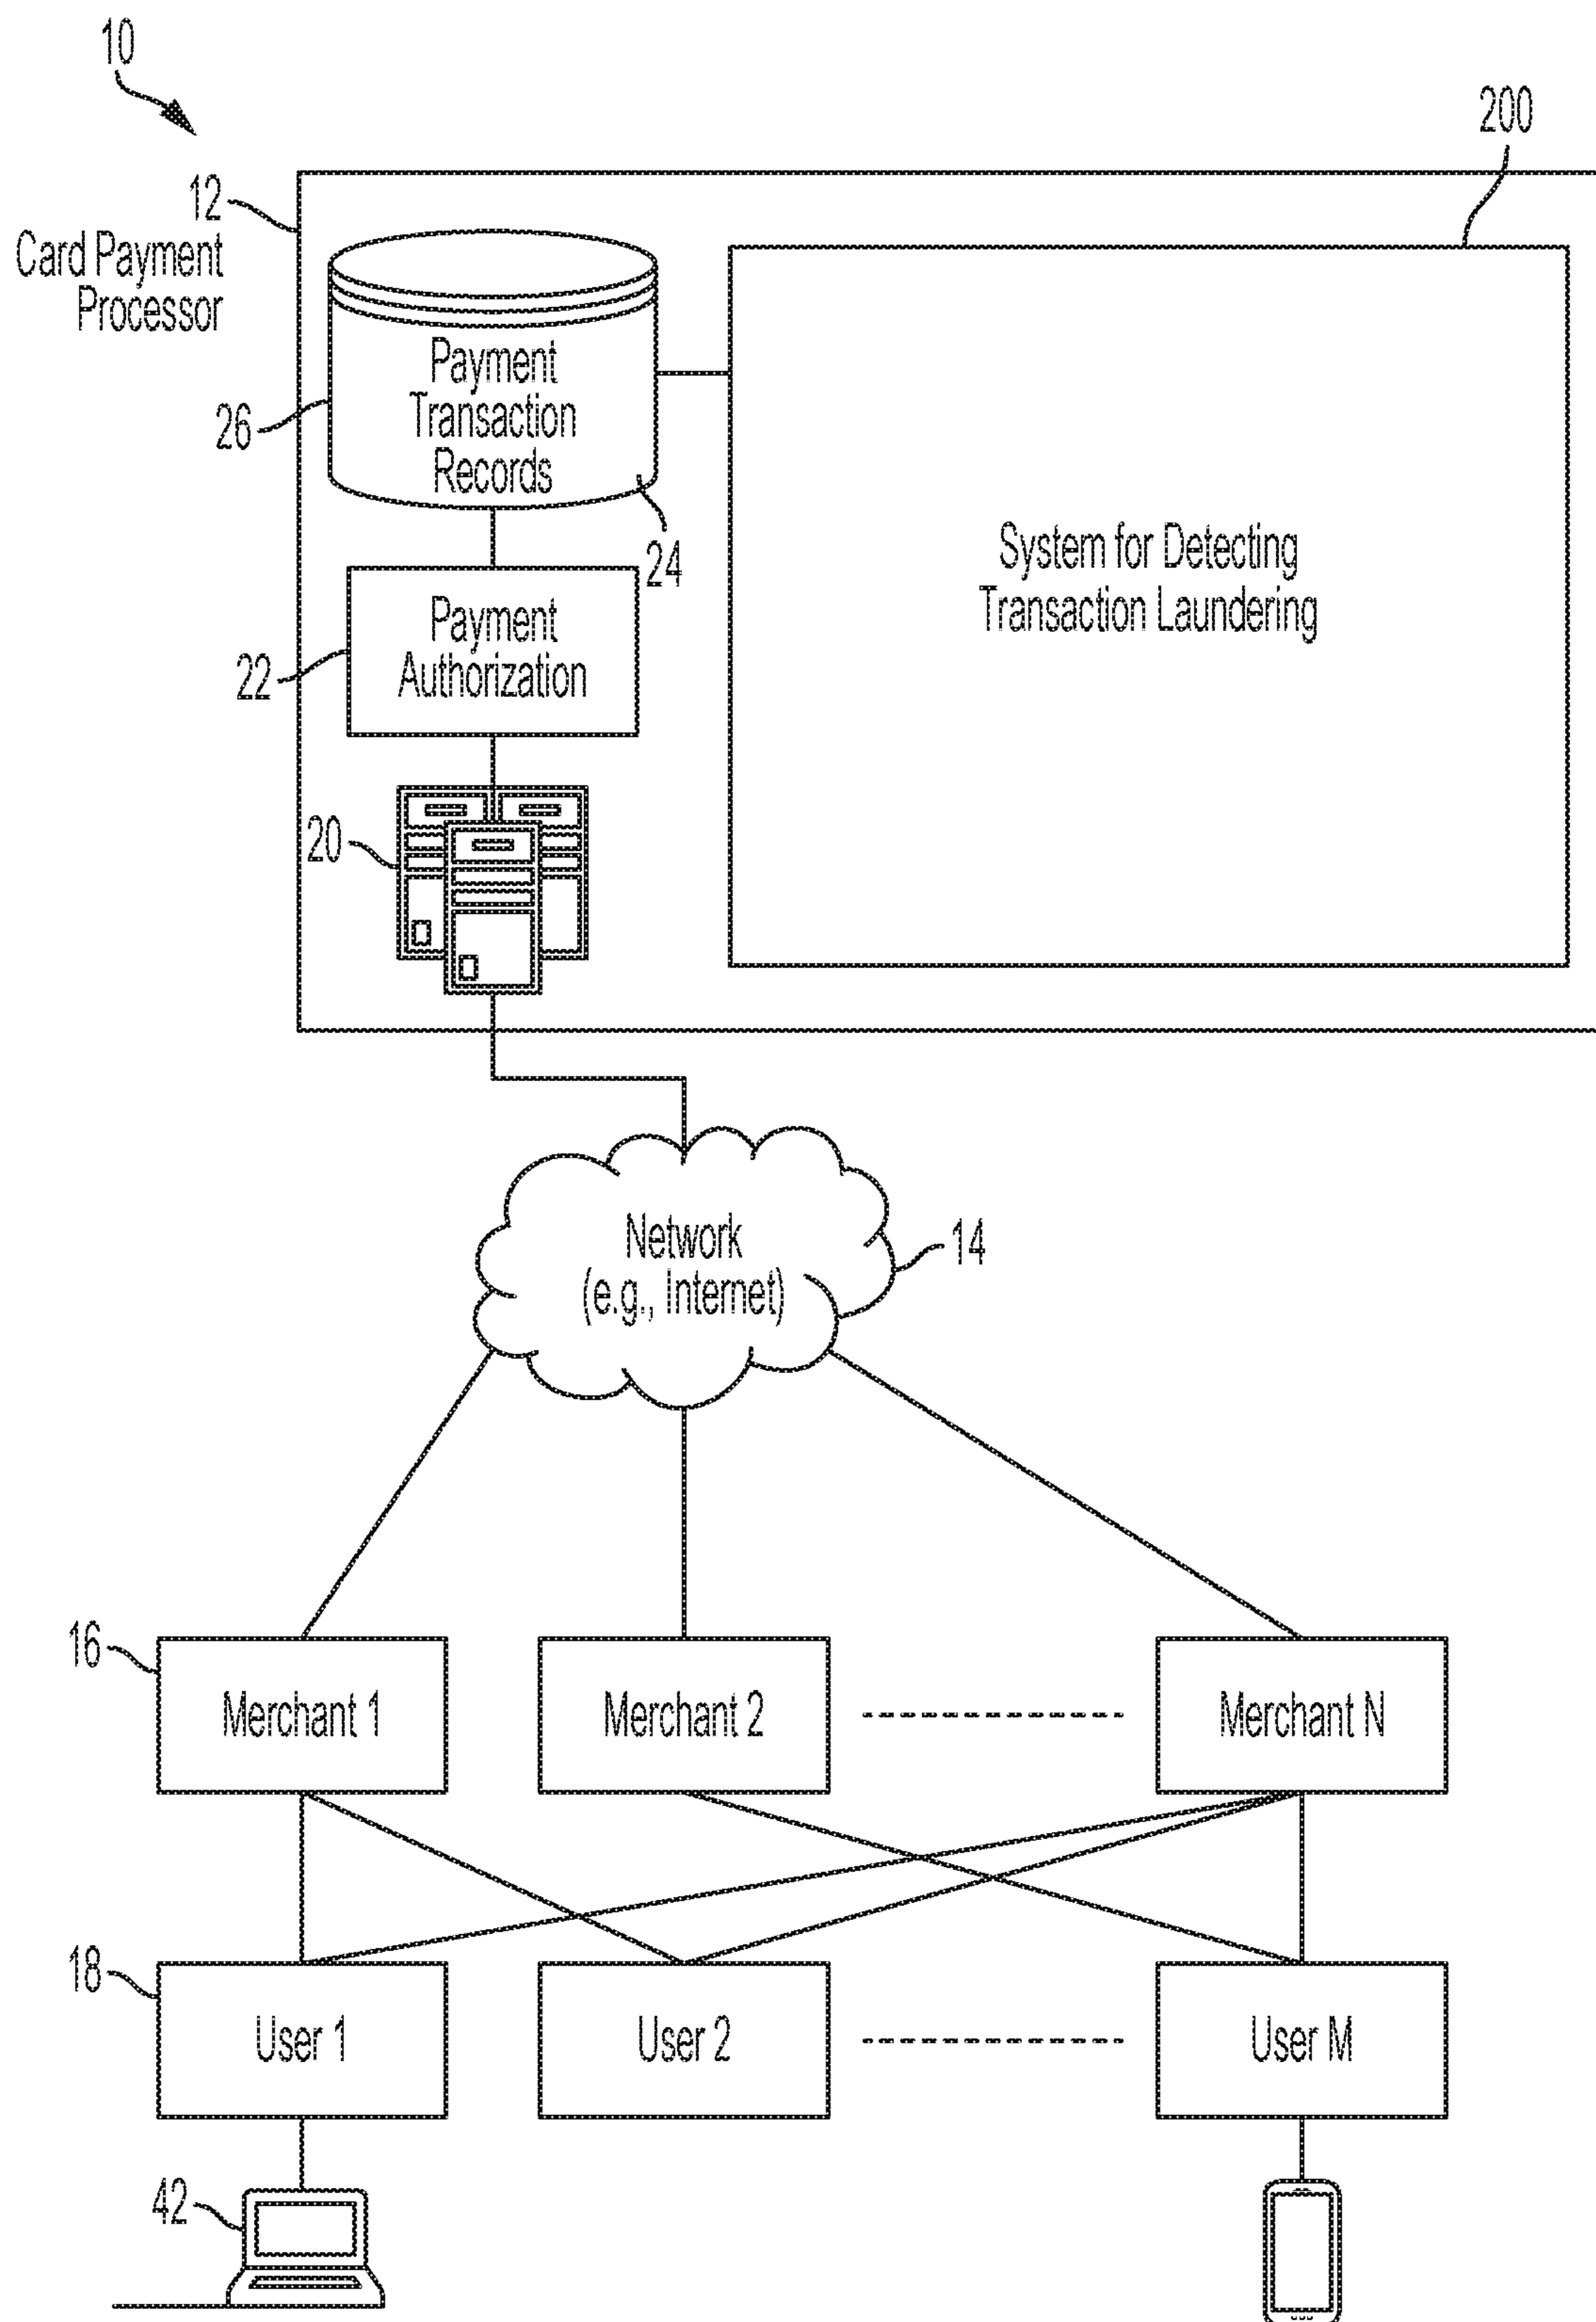 10
200
12
Card Payment
Processor
Payment
Transaction
Records
26
24
System for Detecting
Transaction Laundering
Payment
Authorization
22
20
Network
(e.g., Internet)
14
16
Merchant 1
Merchant 2
Merchant N
18
User 1
User 2
User M
42